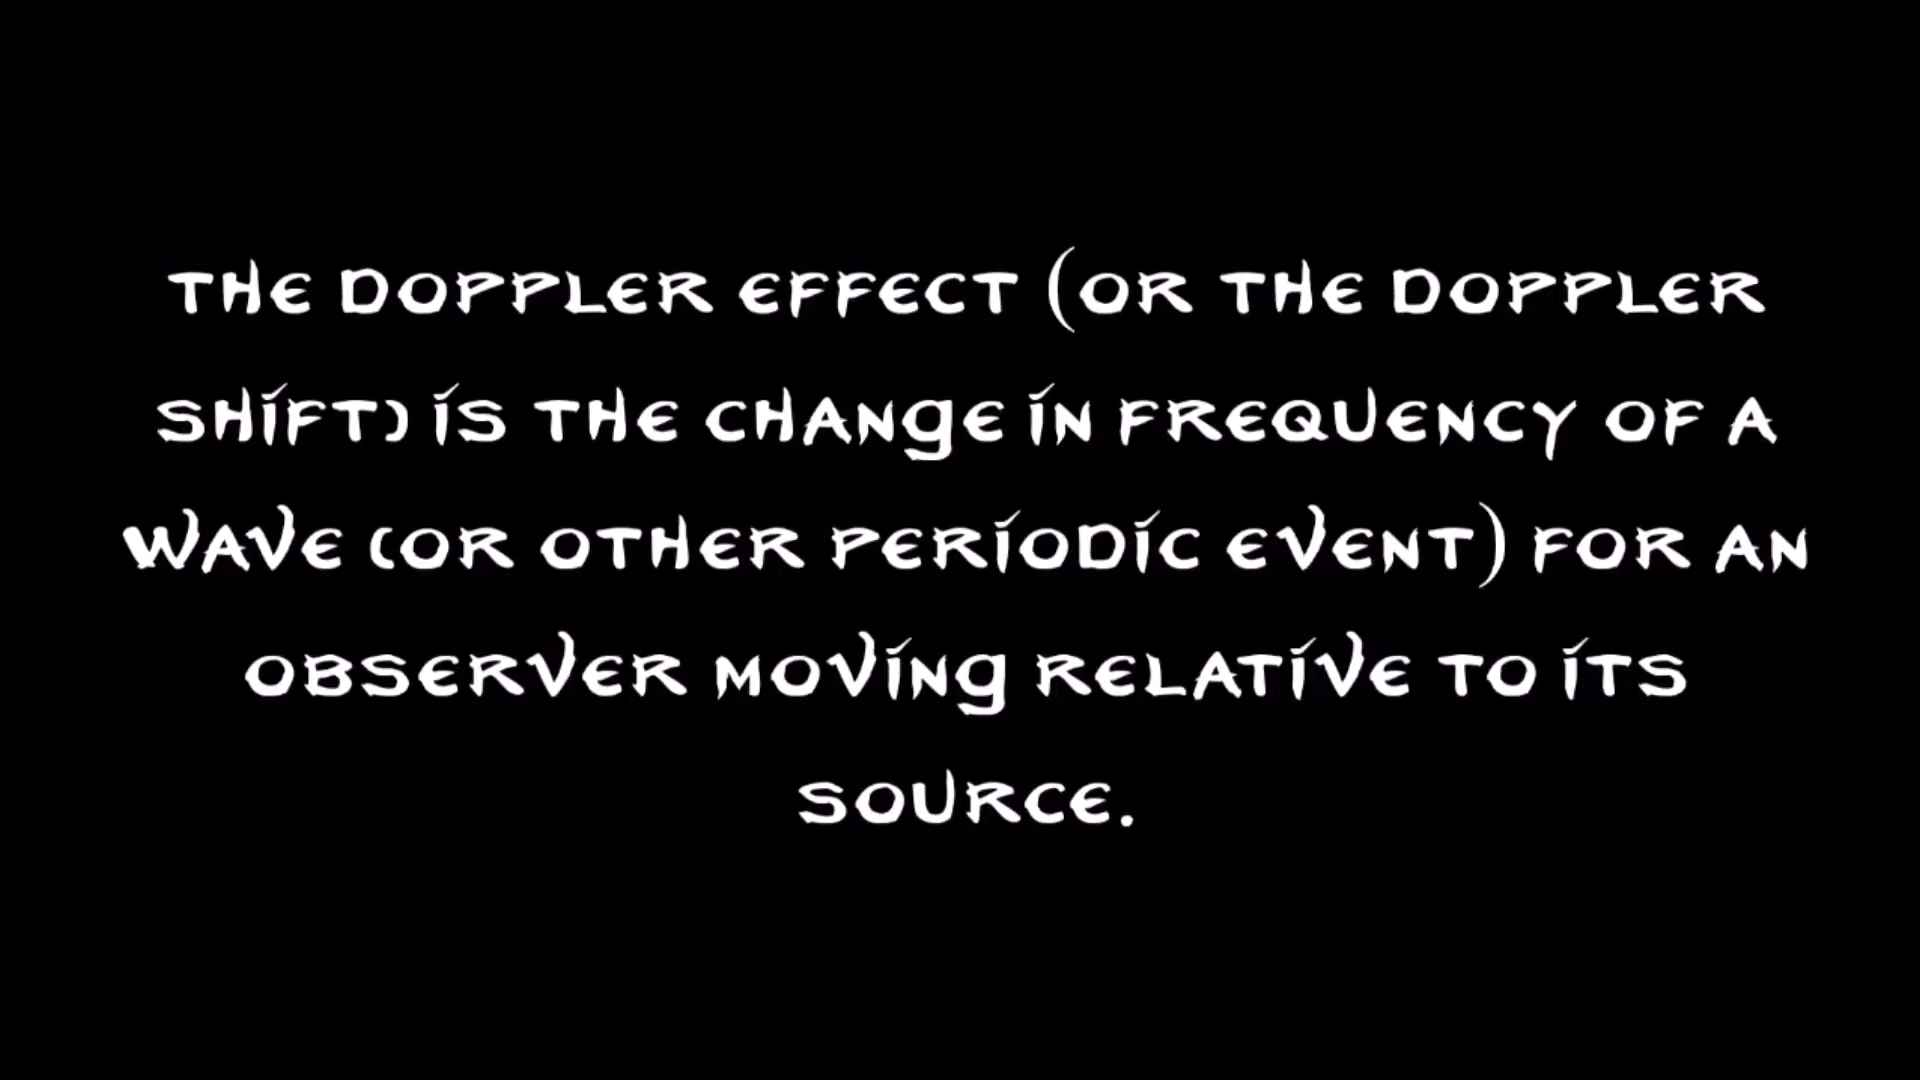 THE DOPPLER EFFECT (OR THE DOPPLER
SHIFT) IS THE CHANGE IN FREQUENCY OF A
WAVE (OR OTHER PERIODIC EVENT) FOR AN
OBSERVER MOVING RELATIVE TO ITS
SOURCE.